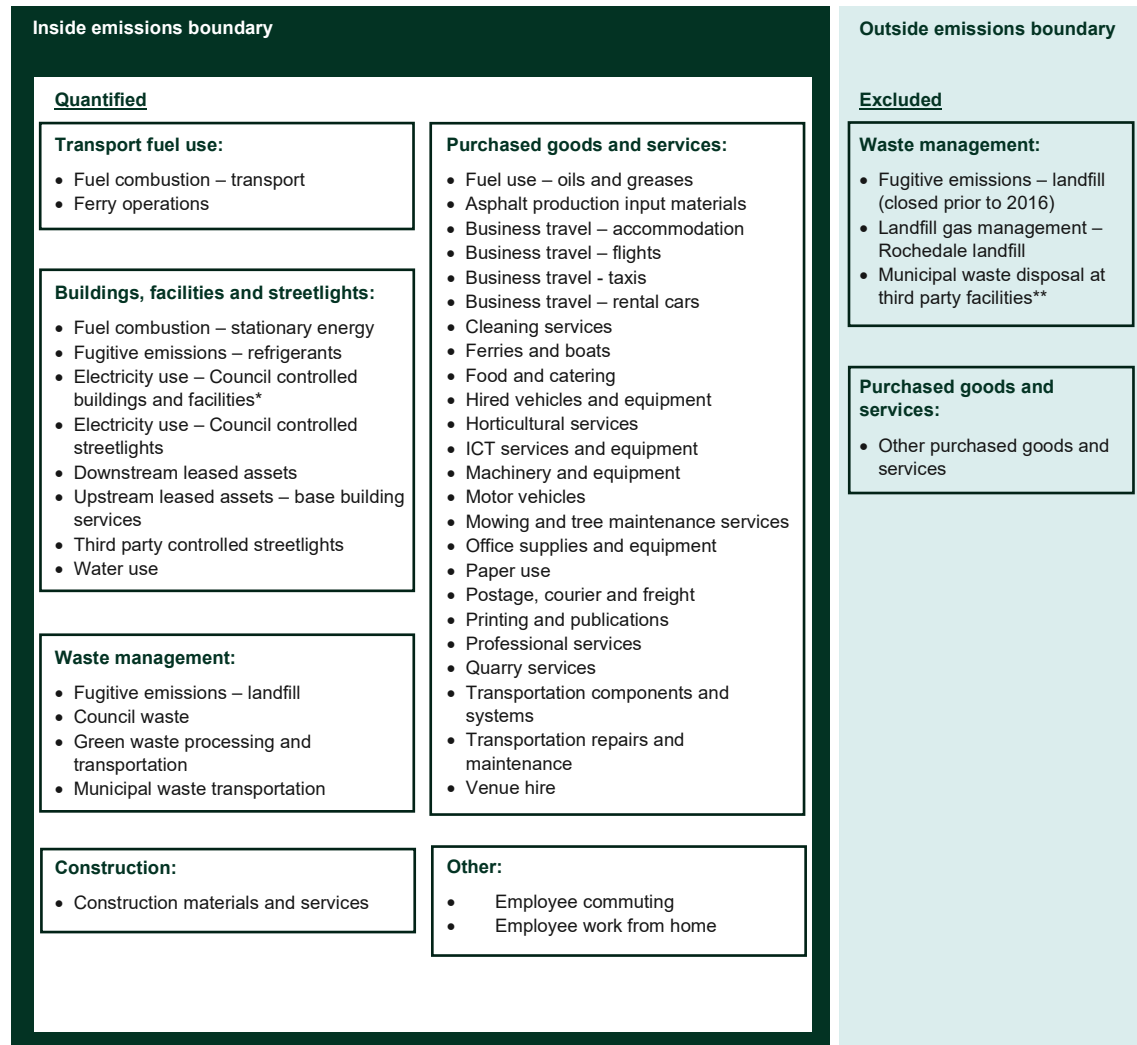 Inside emissions boundary
Quantified
Transport fuel use:
• Fuel combustion – transport
• Ferry operations
Buildings, facilities and streetlights:
• Fuel combustion – stationary energy
• Fugitive emissions – refrigerants
• Electricity use – Council controlled
buildings and facilities*
• Electricity use – Council controlled
streetlights
• Downstream leased assets
• Upstream leased assets – base building
services
• Third party controlled streetlights
• Water use
Waste management:
• Fugitive emissions – landfill
• Council waste
• Green waste processing and
transportation
• Municipal waste transportation
Construction:
• Construction materials and services
Purchased goods and services:
• Fuel use – oils and greases
• Asphalt production input materials
• Business travel – accommodation
• Business travel – flights
• Business travel - taxis
• Business travel – rental cars
• Cleaning services
• Ferries and boats
• Food and catering
• Hired vehicles and equipment
• Horticultural services
• ICT services and equipment
• Machinery and equipment
• Motor vehicles
• Mowing and tree maintenance services
• Office supplies and equipment
• Paper use
• Postage, courier and freight
• Printing and publications
• Professional services
• Quarry services
• Transportation components and
systems
• Transportation repairs and
maintenance
• Venue hire
Other:
• Employee commuting
• Employee work from home
Outside emissions boundary
Excluded
Waste management:
• Fugitive emissions – landfill
(closed prior to 2016)
• Landfill gas management –
Rochedale landfill
• Municipal waste disposal at
third party facilities**
Purchased goods and
services:
• Other purchased goods and
services